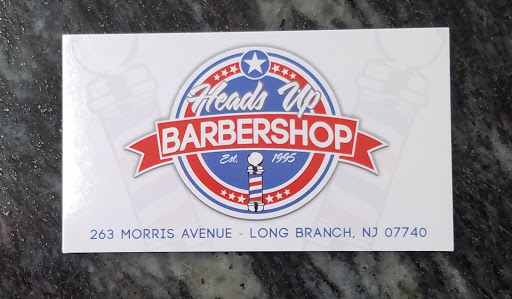 Heads Up
BARBERSHOP
Est. 1995
263 MORRIS AVENUE - LONG BRANCH, NJ 07740